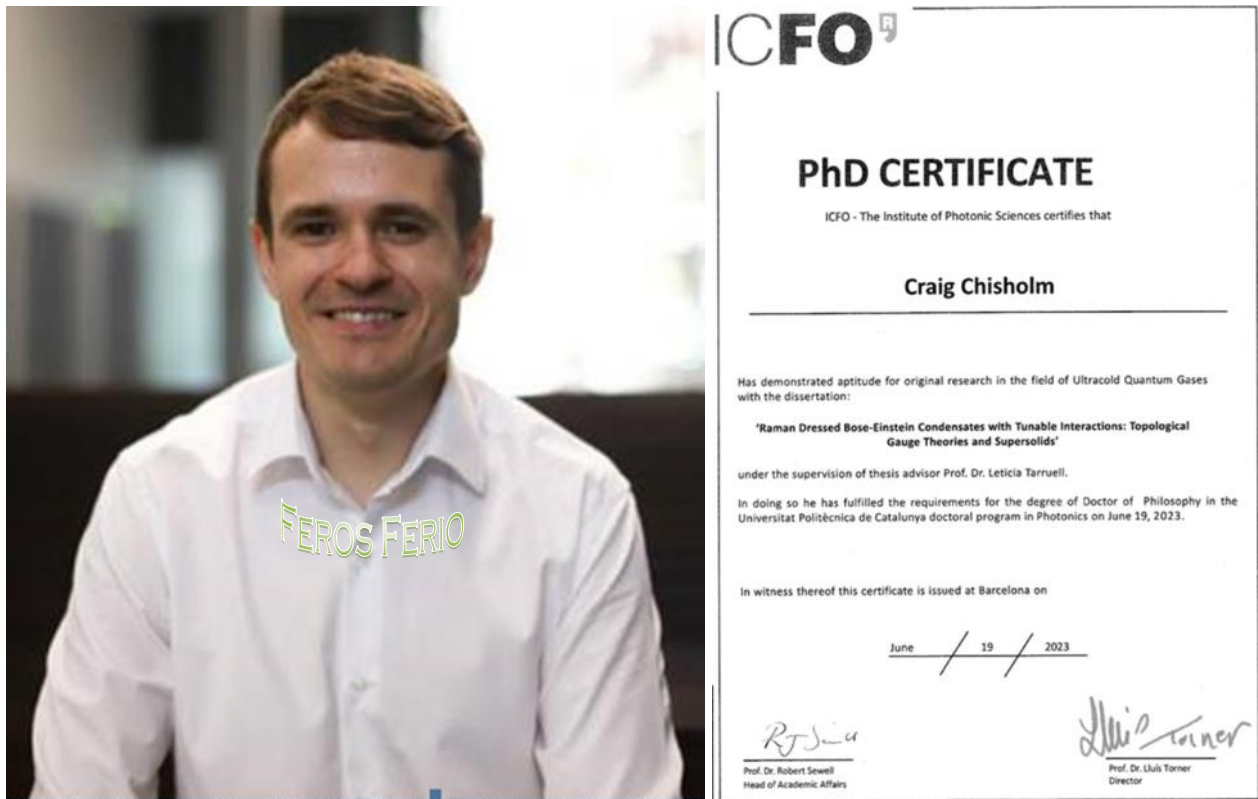 FEROS FERIO
ICFO
R
PhD CERTIFICATE
ICFO - The Institute of Photonic Sciences certifies that
Craig Chisholm
Has demonstrated aptitude for original research in the field of Ultracold Quantum Gases
with the dissertation:
‘Raman Dressed Bose-Einstein Condensates with Tunable Interactions: Topological
Gauge Theories and Supersolids’
under the supervision of thesis advisor Prof. Dr. Leticia Tarruell.
In doing so he has fulfilled the requirements for the degree of Doctor of Philosophy in the
Universitat Politècnica de Catalunya doctoral program in Photonics on June 19, 2023.
In witness thereof this certificate is issued at Barcelona on
June / 19 / 2023
Lluis Torner
Prof. Dr. Robert Sewell
Head of Academic Affairs
Prof. Dr. Lluis Torner
Director